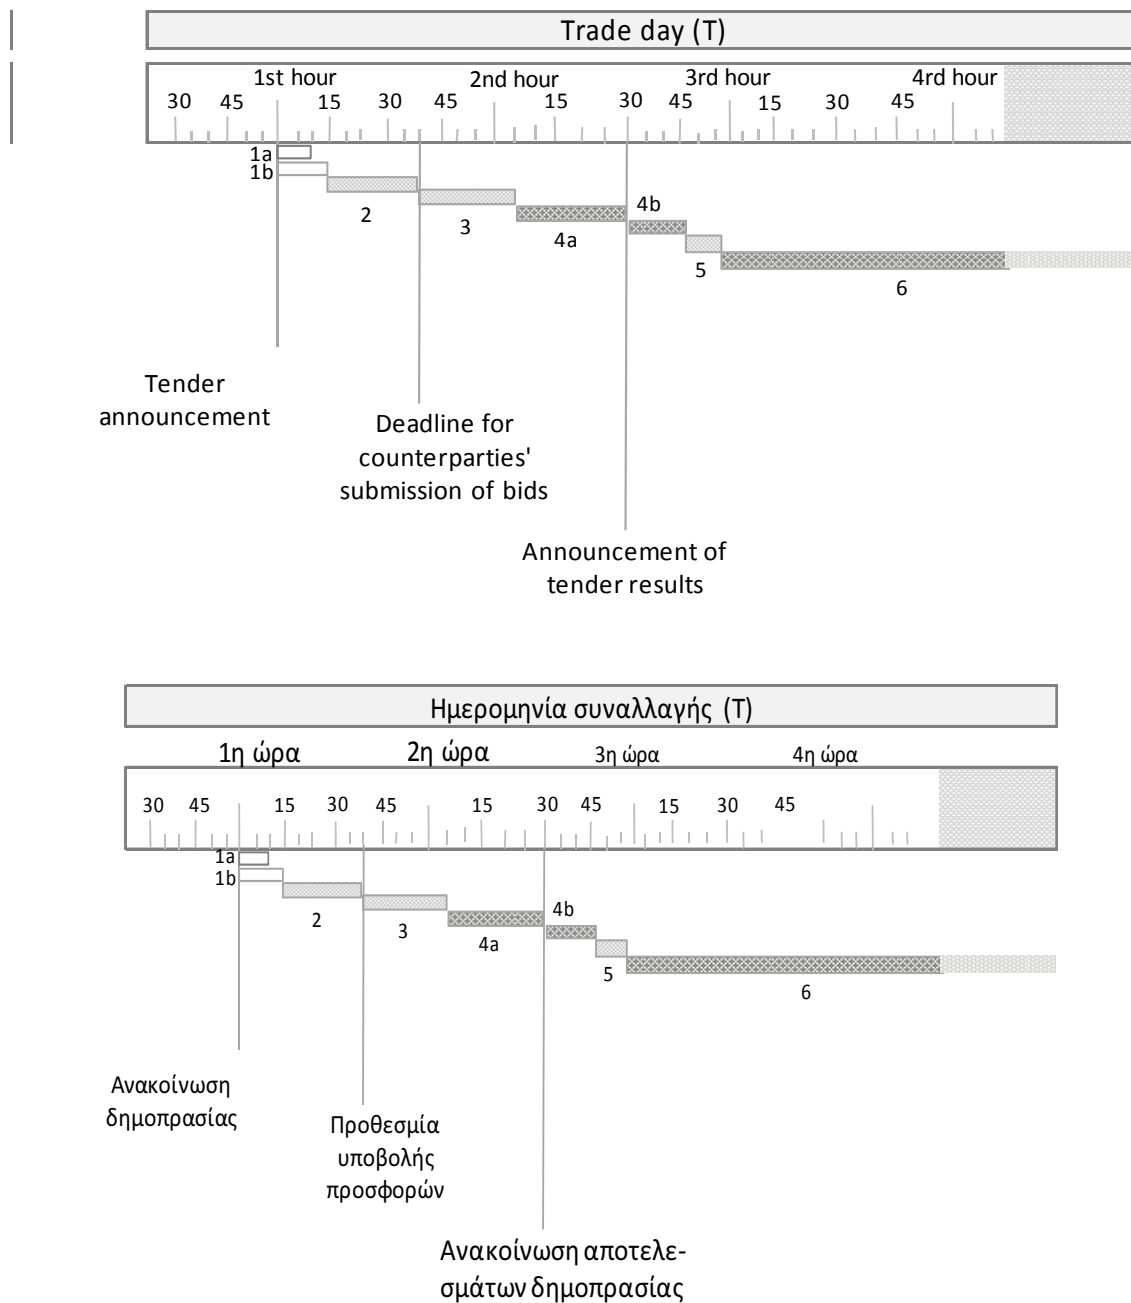 Trade day (T)
1st hour 2nd hour 3rd hour 4rd hour
30 45 15 30 45 15 30 45 15 30 45
1a
1b
2
3
4a
4b
5
6
Tender
announcement
Deadline for
counterparties'
submission of bids
Announcement of
tender results
Ημερομηνία συναλλαγής (T)
1η ώρα 2η ώρα 3η ώρα 4η ώρα
30 45 15 30 45 15 30 45 15 30 45
1a
1b
2
3
4a
4b
5
6
Ανακοίνωση
δημοπρασίας
Προθεσμία
υποβολής
προσφορών
Ανακοίνωση αποτελε-
σμάτων δημοπρασίας